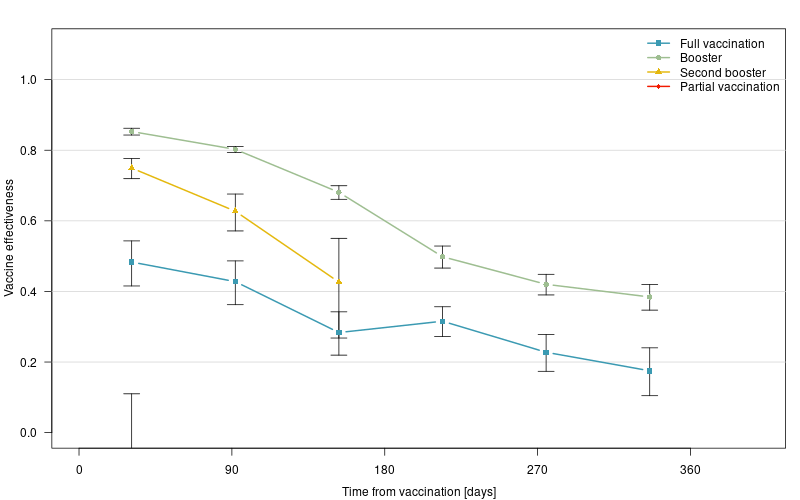 Full vaccination
Booster
Second booster
Partial vaccination
1.0
0.8
0.6
0.4
0.2
0.0
Vaccine effectiveness
0 90 180 270 360
Time from vaccination [days]